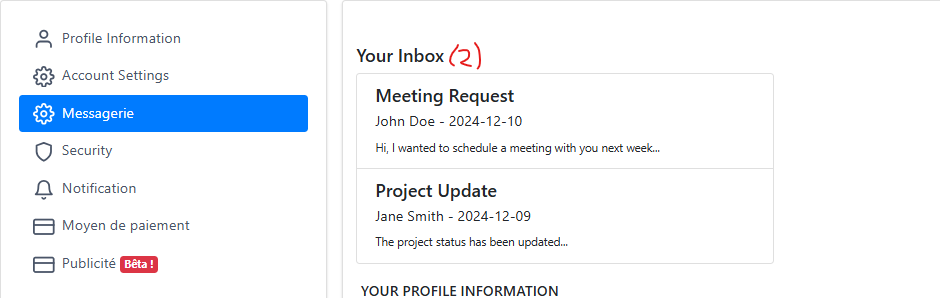 Profile Information
Account Settings
Messagerie
Security
Notification
Moyen de paiement
Publicité Bêta !
Your Inbox (2)
Meeting Request
John Doe - 2024-12-10
Hi, I wanted to schedule a meeting with you next week...
Project Update
Jane Smith - 2024-12-09
The project status has been updated...
YOUR PROFILE INFORMATION